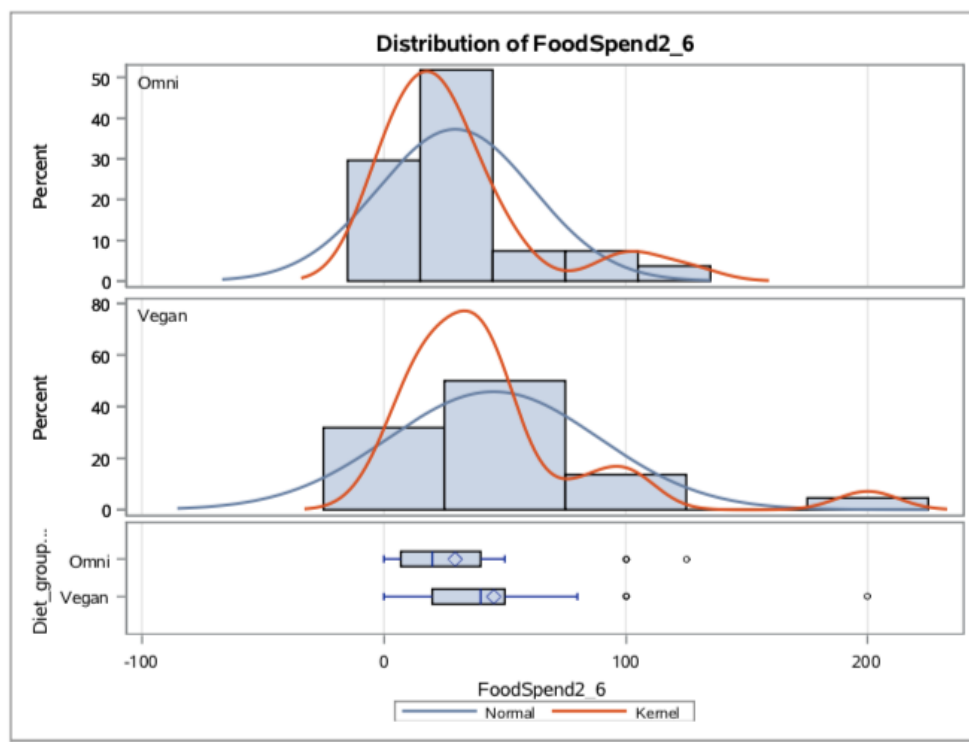 Distribution of FoodSpend2_6
Omni
50
40
30
20
10
0
Percent
Vegan
80
60
40
20
0
Percent
Diet_group...
Omni
Vegan
-100 0 100 200
FoodSpend2_6
Normal Kernel